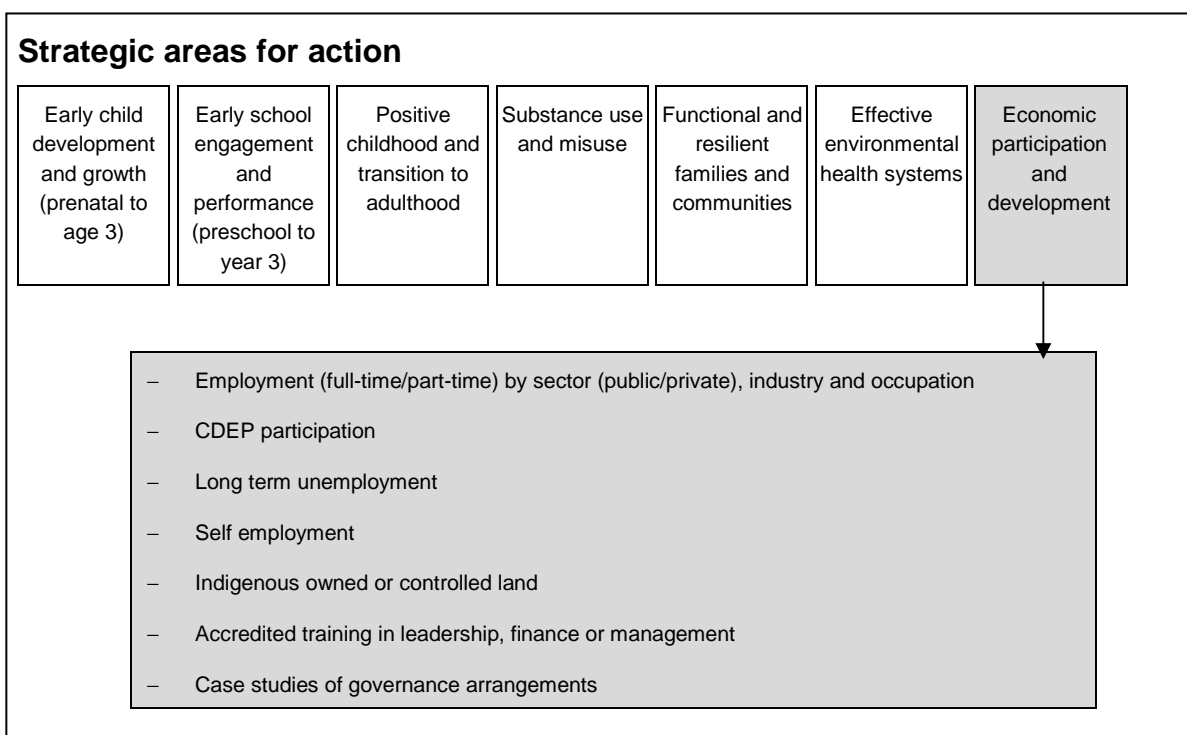 Strategic areas for action
Early child
development
and growth
(prenatal to
age 3)
Early school
engagement
and
performance
(preschool to
year 3)
Positive
childhood and
transition to
adulthood
Substance use
and misuse
Functional and
resilient
families and
communities
Effective
environmental
health systems
Economic
participation
and
development
– Employment (full-time/part-time) by sector (public/private), industry and occupation
– CDEP participation
– Long term unemployment
– Self employment
– Indigenous owned or controlled land
– Accredited training in leadership, finance or management
– Case studies of governance arrangements